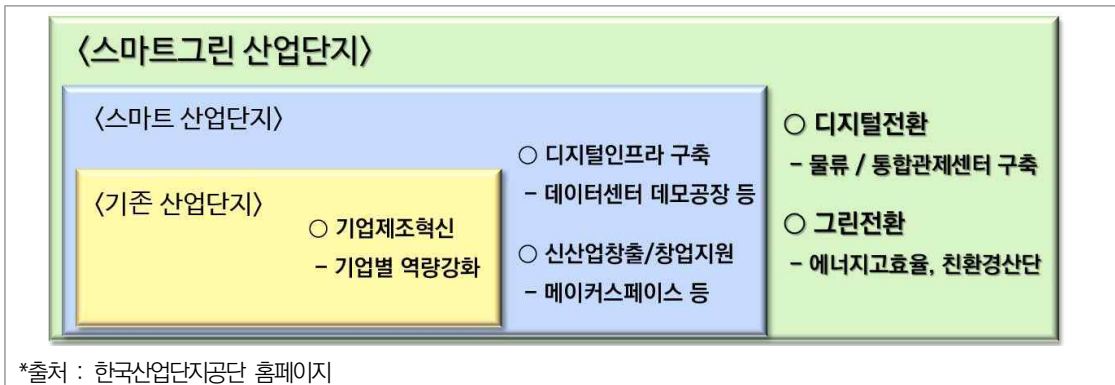 〈스마트그린 산업단지〉
〈스마트 산업단지〉
〈기존 산업단지〉
○ 기업제조혁신
– 기업별 역량강화
○ 디지털인프라 구축
– 데이터센터 데모공장 등
○ 신산업창출/창업지원
– 메이커스페이스 등
○ 디지털전환
– 물류 / 통합관제센터 구축
○ 그린전환
– 에너지고효율, 친환경산단
*출처 : 한국산업단지공단 홈페이지